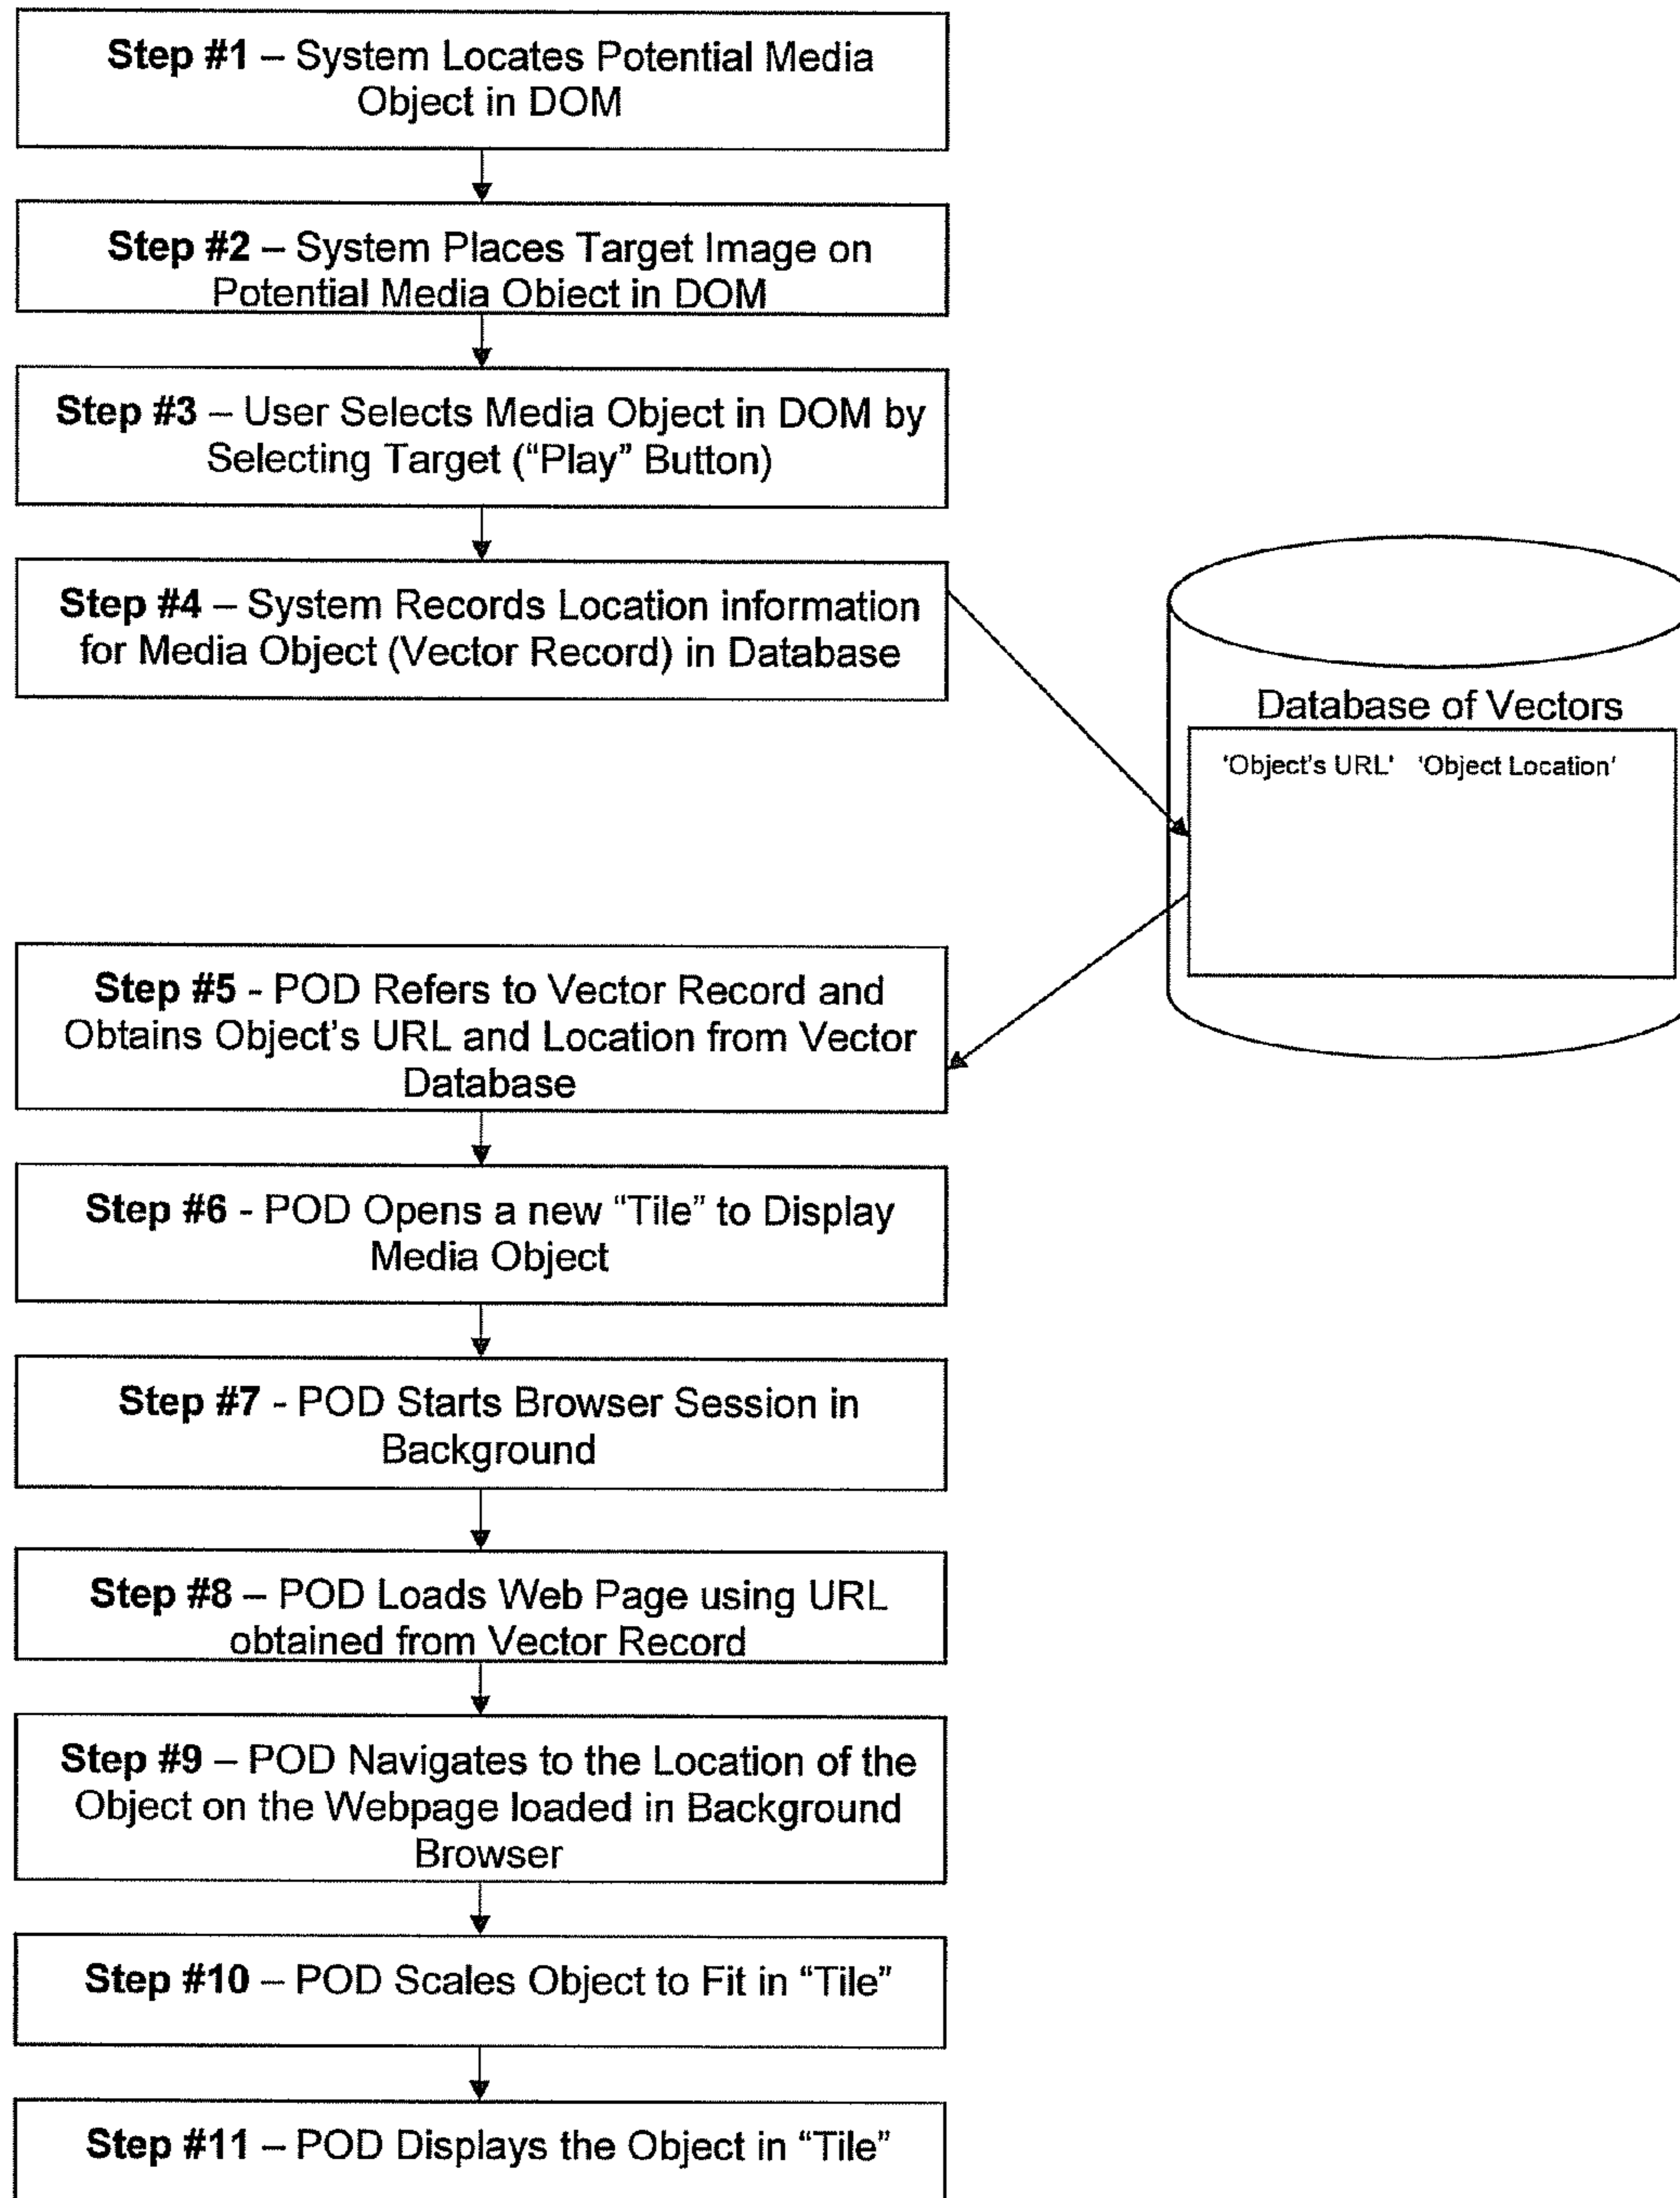 Step #1 – System Locates Potential Media
Object in DOM
Step #2 – System Places Target Image on
Potential Media Object in DOM
Step #3 – User Selects Media Object in DOM by
Selecting Target (“Play” Button)
Step #4 – System Records Location information
for Media Object (Vector Record) in Database
Database of Vectors
'Object's URL' 'Object Location'
Step #5 - POD Refers to Vector Record and
Obtains Object’s URL and Location from Vector
Database
Step #6 - POD Opens a new “Tile” to Display
Media Object
Step #7 - POD Starts Browser Session in
Background
Step #8 – POD Loads Web Page using URL
obtained from Vector Record
Step #9 – POD Navigates to the Location of the
Object on the Webpage loaded in Background
Browser
Step #10 – POD Scales Object to Fit in “Tile”
Step #11 – POD Displays the Object in “Tile”